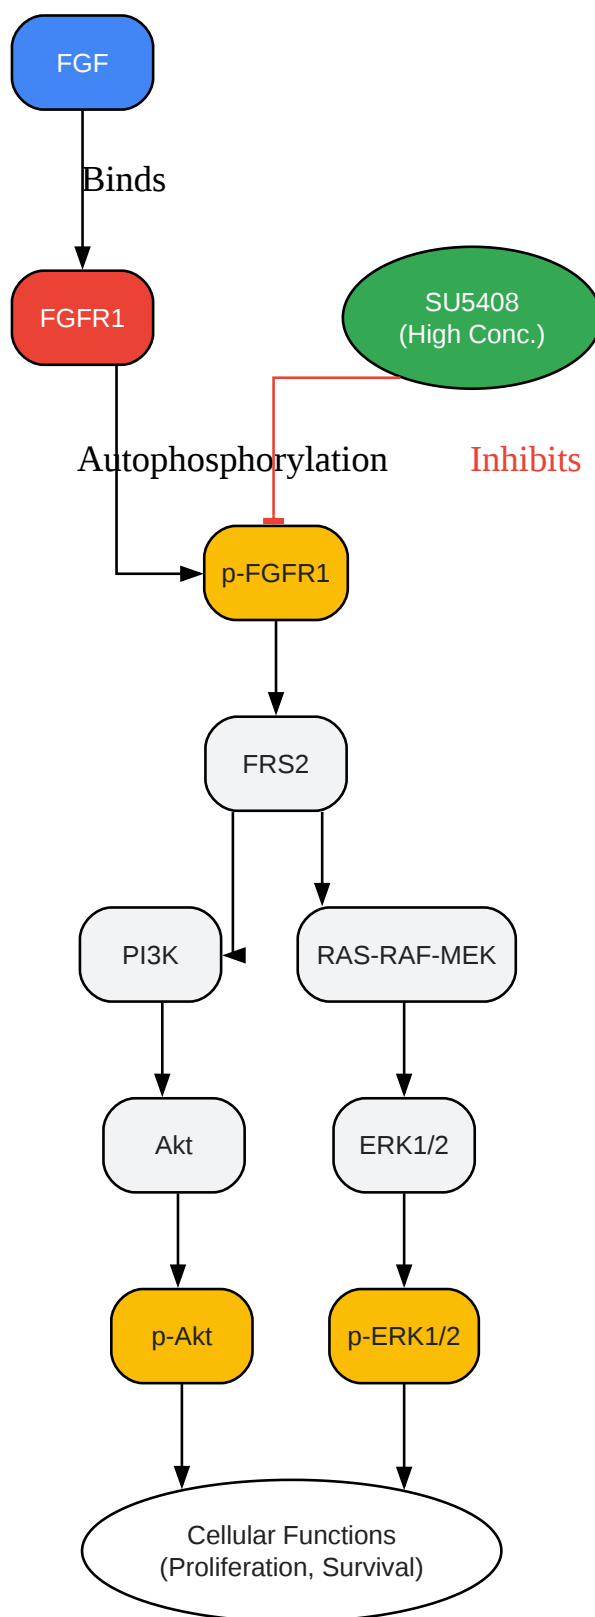 FGF
Binds
FGFR1
SU5408
(High Conc.)
Autophosphorylation
Inhibits
p-FGFR1
FRS2
PI3K
RAS-RAF-MEK
Akt
ERK1/2
p-Akt
p-ERK1/2
Cellular Functions
(Proliferation, Survival)